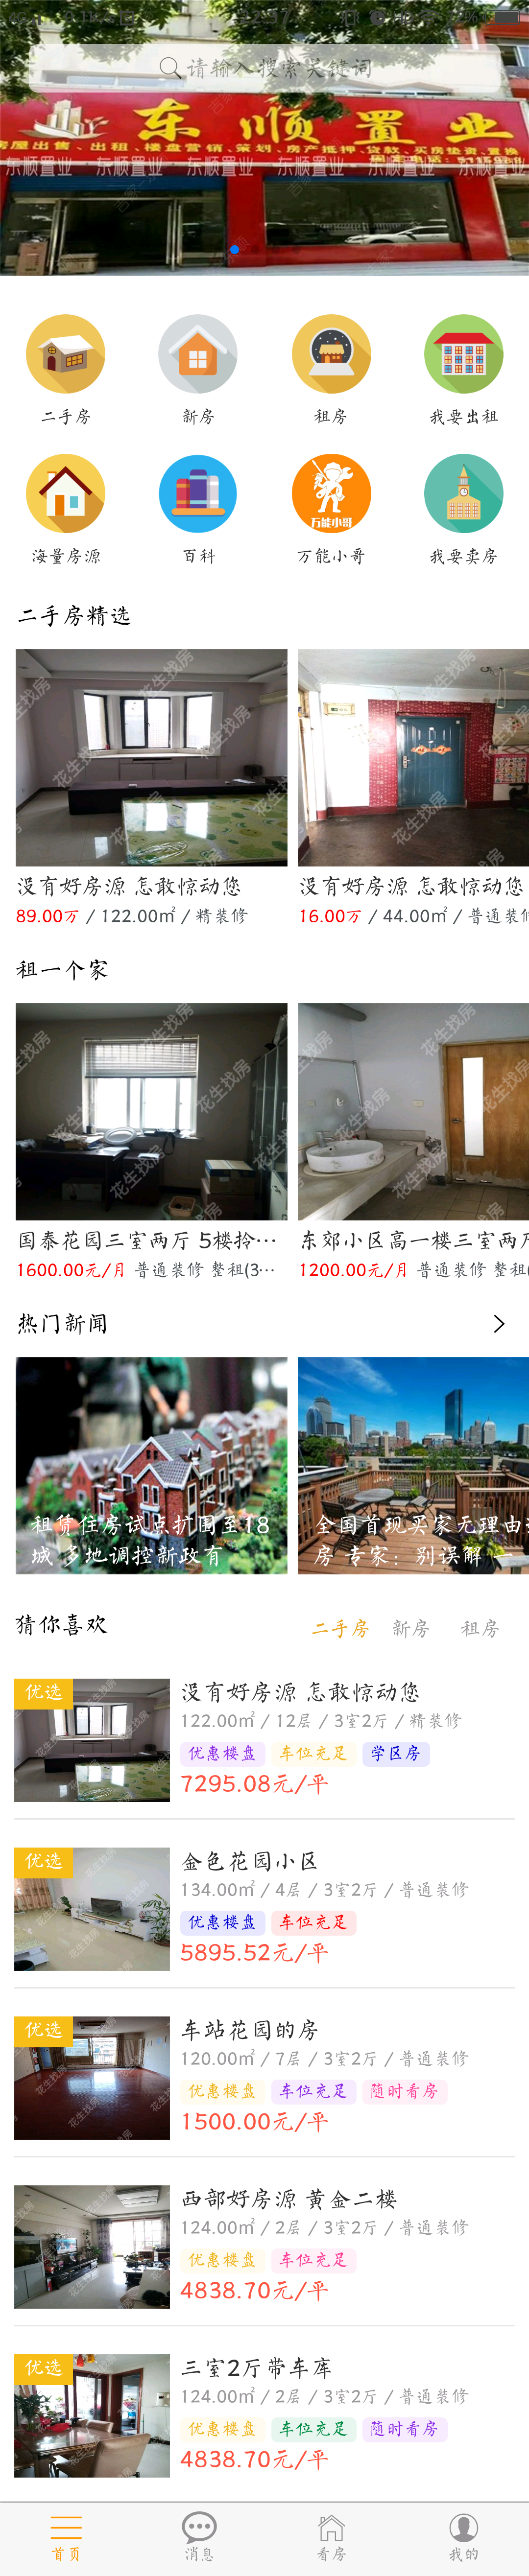 请输入搜索关键词
东顺置业
房屋出售、出租、楼盘营销、策划、房产抵押、贷款、买房垫资、置换
东顺置业 东顺置业 东顺置业 东顺置业 东顺置业
二手房 新房 租房 我要出租
万能小哥
海量房源 百科 万能小哥 我要卖房
二手房精选
花生找房
没有好房源 怎敢惊动您 没有好房源 怎敢惊动您
89.00万 / 122.00㎡ / 精装修 16.00万 / 44.00㎡ / 普通装修
租一个家
花生找房
国泰花园三室两厅 5楼拎… 东郊小区高一楼三室两厅
1600.00元/月 普通装修 整租(3… 1200.00元/月 普通装修 整租(
热门新闻
租赁住房试点扩围至18 全国首现买家无理由
城 多地调控新政有 房 专家：别误解 一
猜你喜欢 二手房 新房 租房
优选
没有好房源 怎敢惊动您
122.00㎡ / 12层 / 3室2厅 / 精装修
优惠楼盘 车位充足 学区房
7295.08元/平
优选
金色花园小区
134.00㎡ / 4层 / 3室2厅 / 普通装修
优惠楼盘 车位充足
5895.52元/平
优选
车站花园的房
120.00㎡ / 7层 / 3室2厅 / 普通装修
优惠楼盘 车位充足 随时看房
1500.00元/平
西部好房源 黄金二楼
124.00㎡ / 2层 / 3室2厅 / 普通装修
优惠楼盘 车位充足
4838.70元/平
优选
三室2厅带车库
124.00㎡ / 2层 / 3室2厅 / 普通装修
优惠楼盘 车位充足 随时看房
4838.70元/平
首页 消息 看房 我的